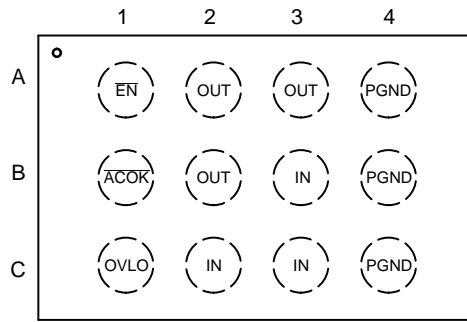 1 2 3 4
A EN OUT OUT PGND
B ACOK OUT IN PGND
C OVLO IN IN PGND